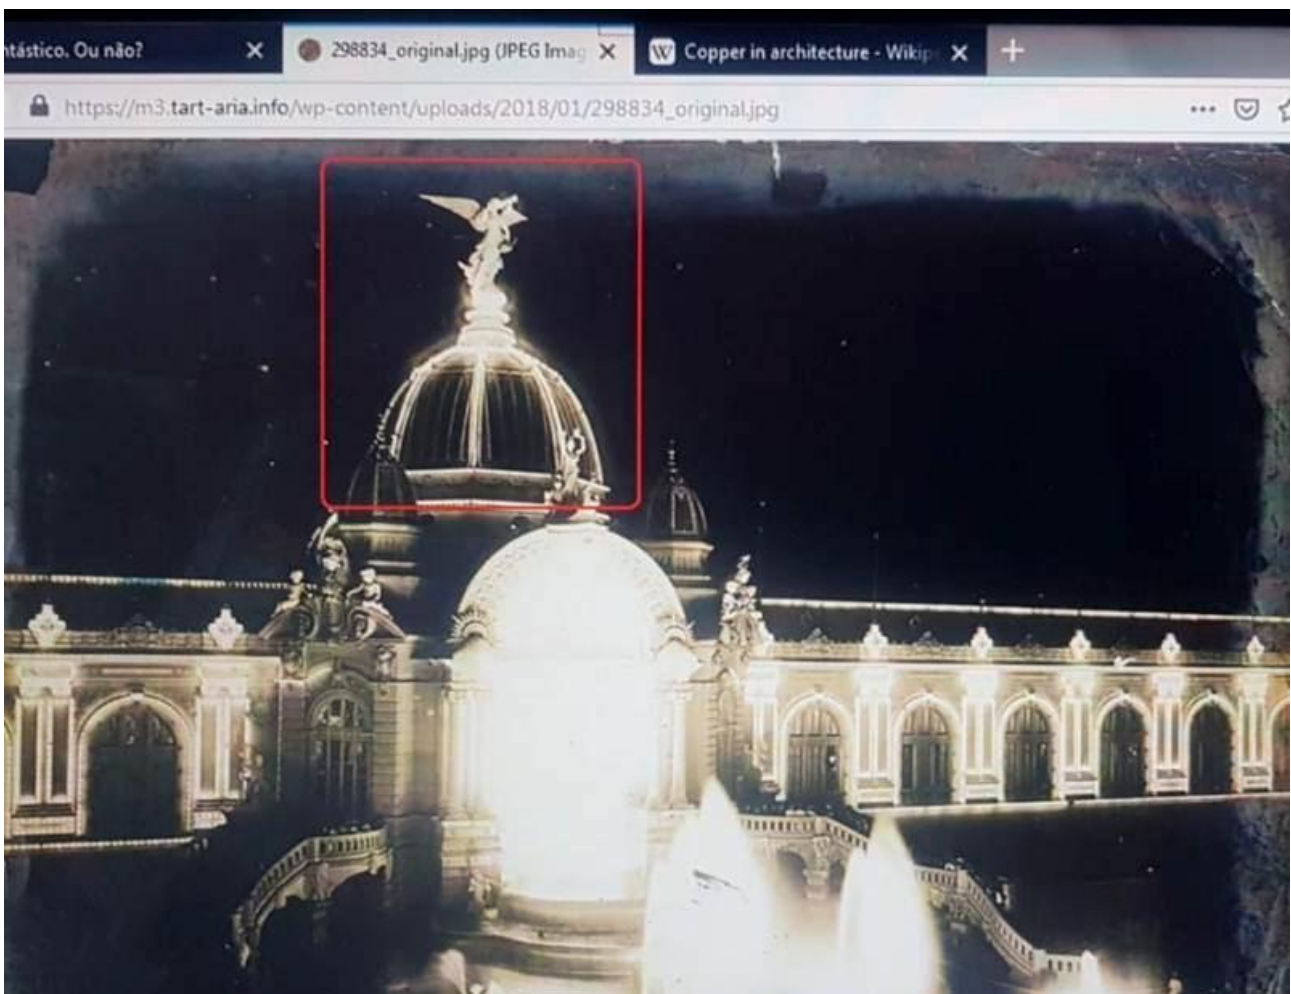 ntástico. Ou não?
298834_original.jpg (JPEG Imag
W Copper in architecture - Wikip
https://m3.tart-aria.info/wp-content/uploads/2018/01/298834_original.jpg